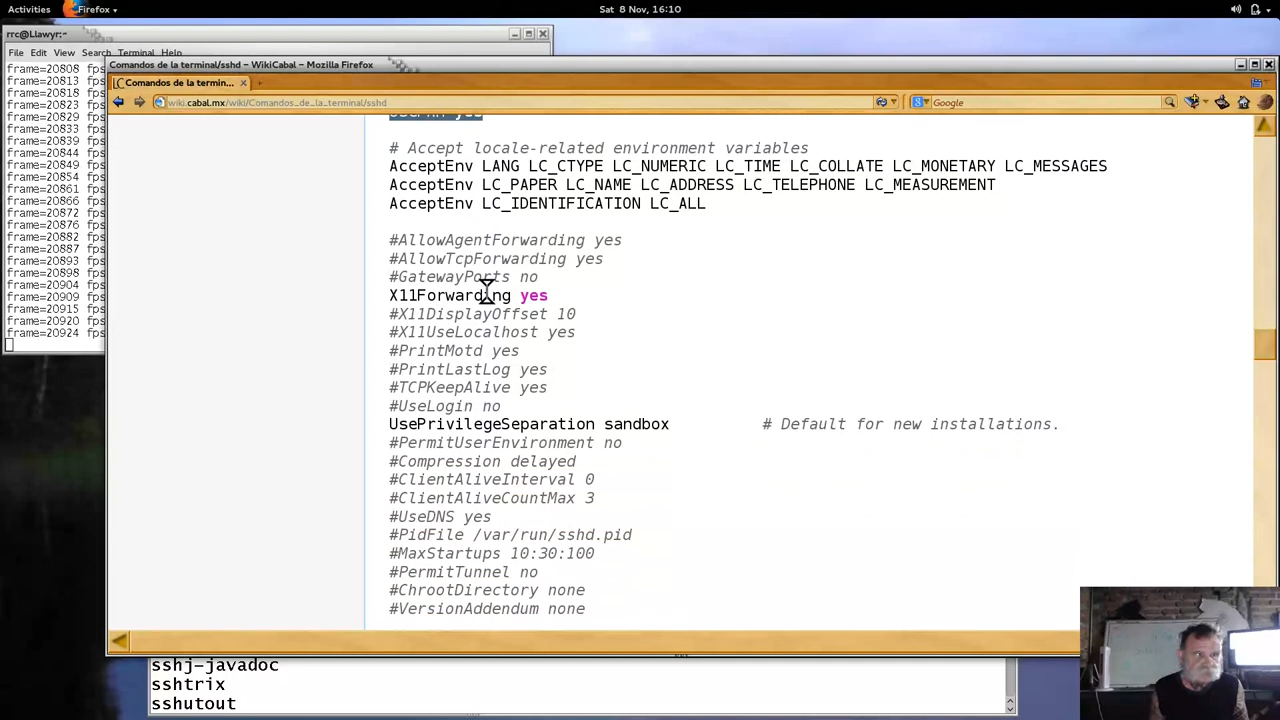 Activities
Firefox
Sat 8 Nov, 16:10
rrc@Llawyr:~
File Edit View Search Terminal Help
frame=20808 fps
frame=20813 fps
frame=20818 fps
frame=20823 fps
frame=20829 fps
frame=20833 fps
frame=20839 fps
frame=20844 fps
frame=20849 fps
frame=20854 fps
frame=20861 fps
frame=20866 fps
frame=20872 fps
frame=20876 fps
frame=20882 fps
frame=20887 fps
frame=20893 fps
frame=20898 fps
frame=20904 fps
frame=20909 fps
frame=20915 fps
frame=20920 fps
frame=20924 fps
Comandos de la terminal/sshd – WikiCabal – Mozilla Firefox
Comandos de la termin...
wiki.cabal.mx/wiki/Comandos_de_la_terminal/sshd
Google
# Accept locale-related environment variables
AcceptEnv LANG LC_CTYPE LC_NUMERIC LC_TIME LC_COLLATE LC_MONETARY LC_MESSAGES
AcceptEnv LC_PAPER LC_NAME LC_ADDRESS LC_TELEPHONE LC_MEASUREMENT
AcceptEnv LC_IDENTIFICATION LC_ALL
#AllowAgentForwarding yes
#AllowTcpForwarding yes
#GatewayPorts no
X11Forwarding yes
#X11DisplayOffset 10
#X11UseLocalhost yes
#PrintMotd yes
#PrintLastLog yes
#TCPKeepAlive yes
#UseLogin no
UsePrivilegeSeparation sandbox # Default for new installations.
#PermitUserEnvironment no
#Compression delayed
#ClientAliveInterval 0
#ClientAliveCountMax 3
#UseDNS yes
#PidFile /var/run/sshd.pid
#MaxStartups 10:30:100
#PermitTunnel no
#ChrootDirectory none
#VersionAddendum none
sshj-javadoc
sshtrix
sshutout